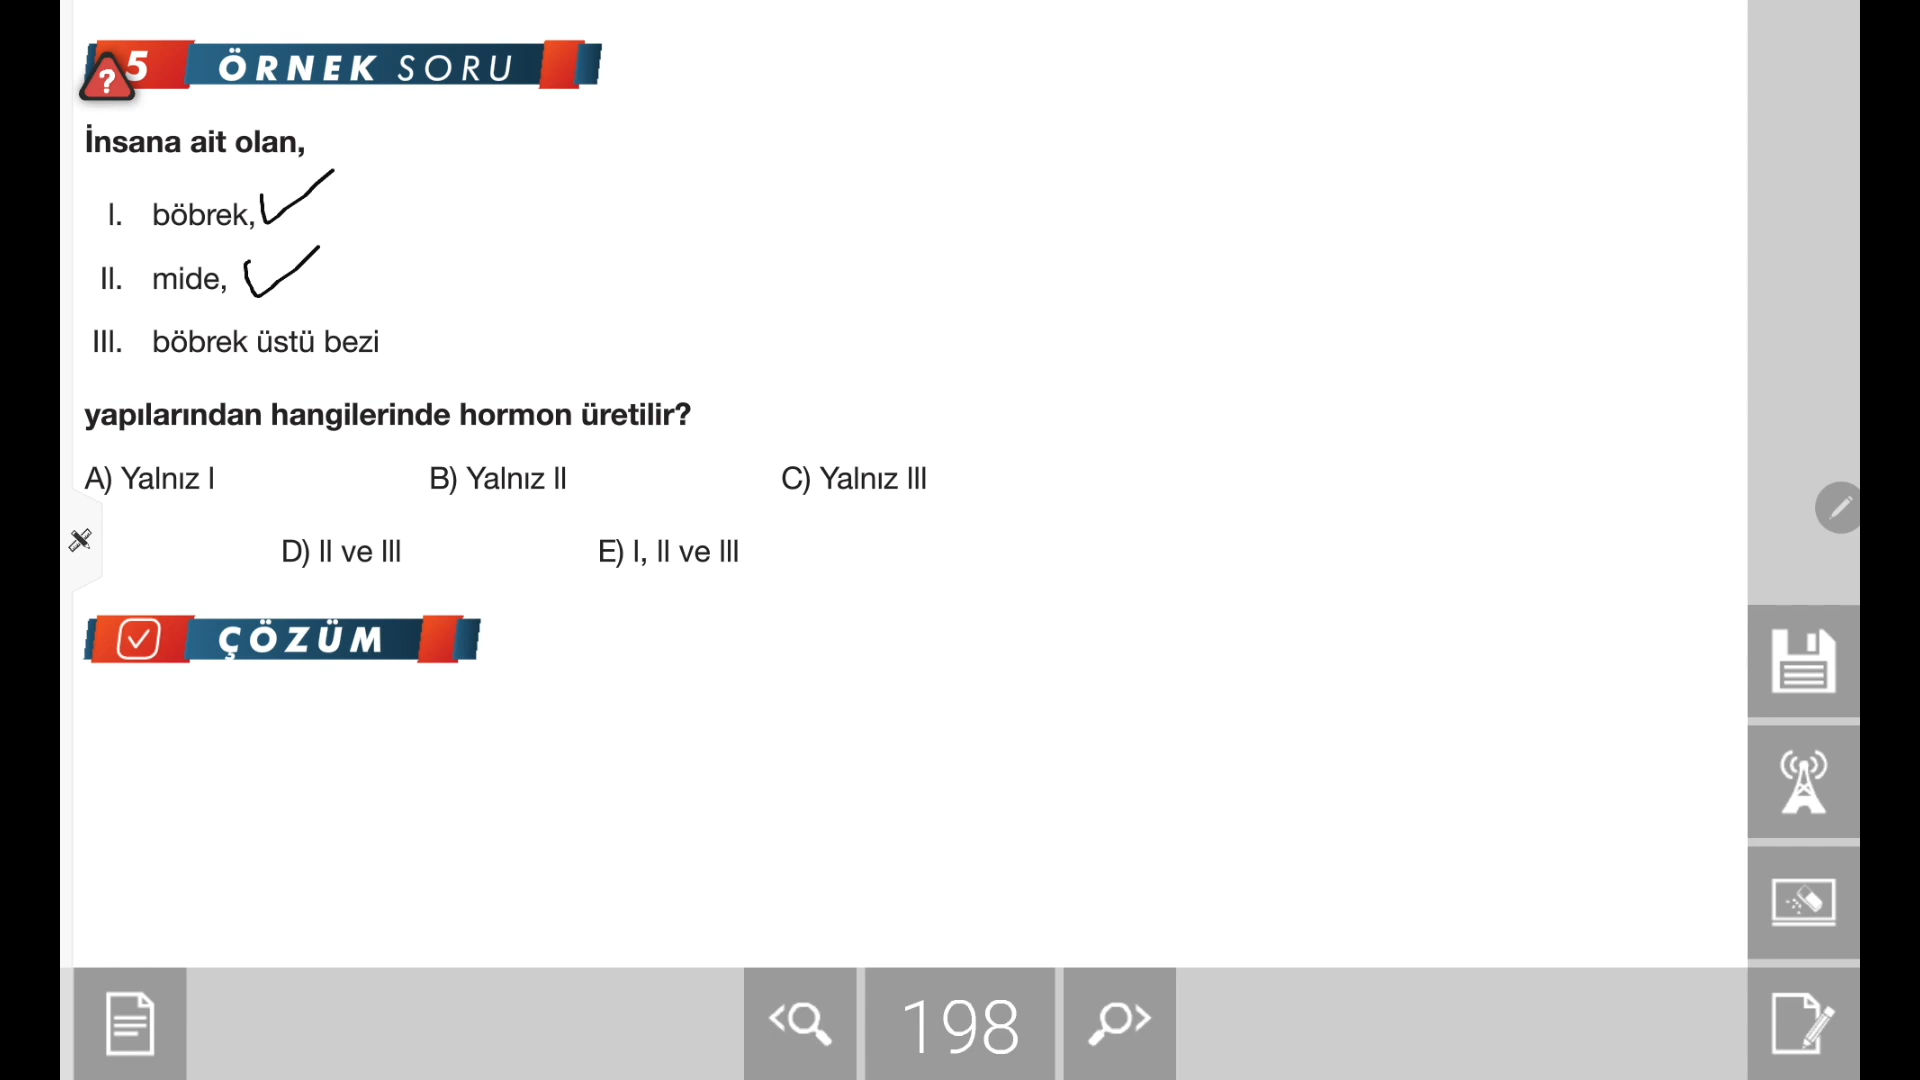 5 ÖRNEK SORU
İnsana ait olan,
I. böbrek,
II. mide,
III. böbrek üstü bezi
yapılarından hangilerinde hormon üretilir?
A) Yalnız I B) Yalnız II C) Yalnız III
D) II ve III E) I, II ve III
ÇÖZÜM
198